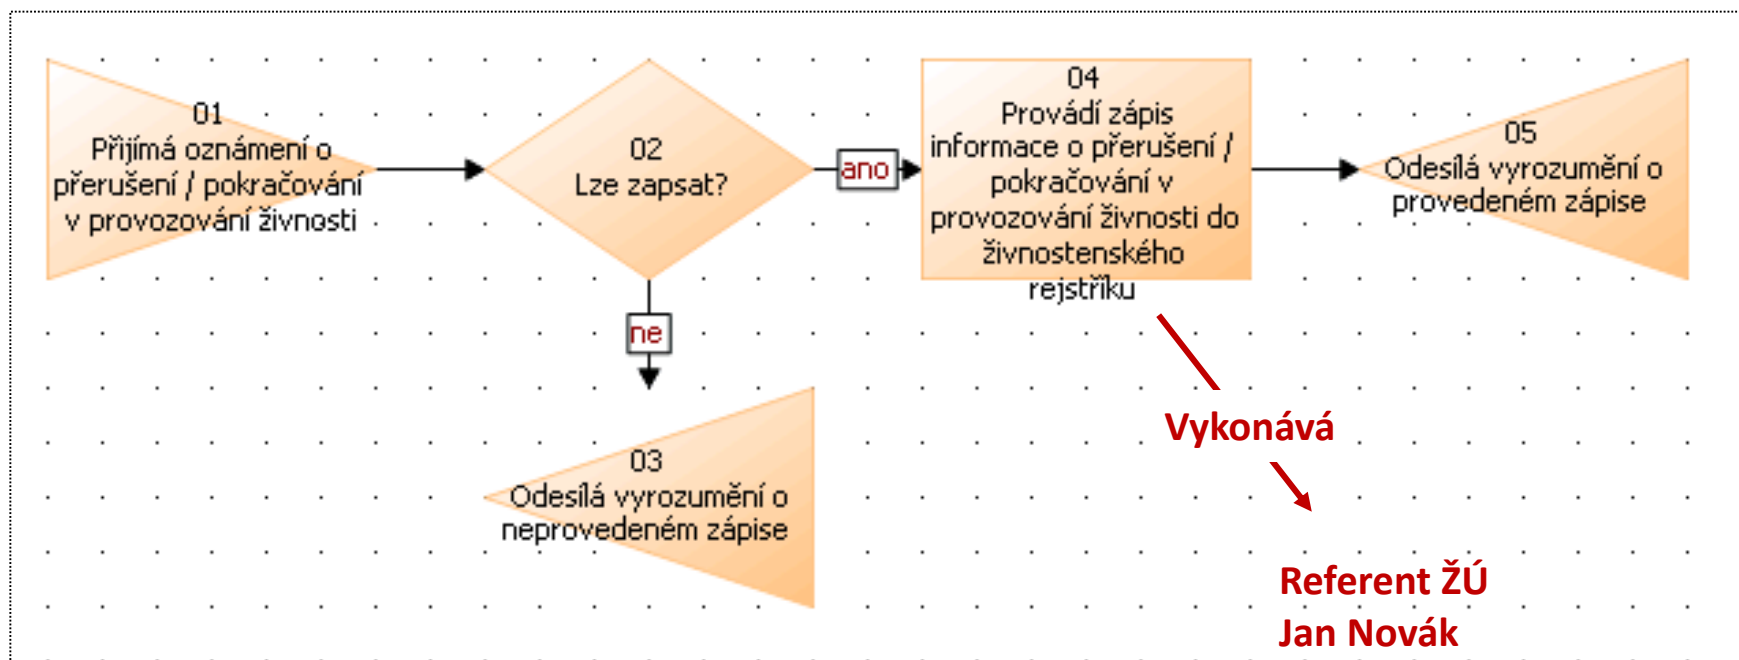 01
Přijímá oznámení o
přerušení / pokračování
v provozování živnosti
02
Lze zapsat?
ano
04
Provádí zápis
informace o přerušení /
pokračování v
provozování živnosti do
živnostenského
rejstříku
05
Odesílá vyrozumění o
provedeném zápise
ne
03
Odesílá vyrozumění o
neprovedeném zápise
Vykonává
Referent ŽÚ
Jan Novák